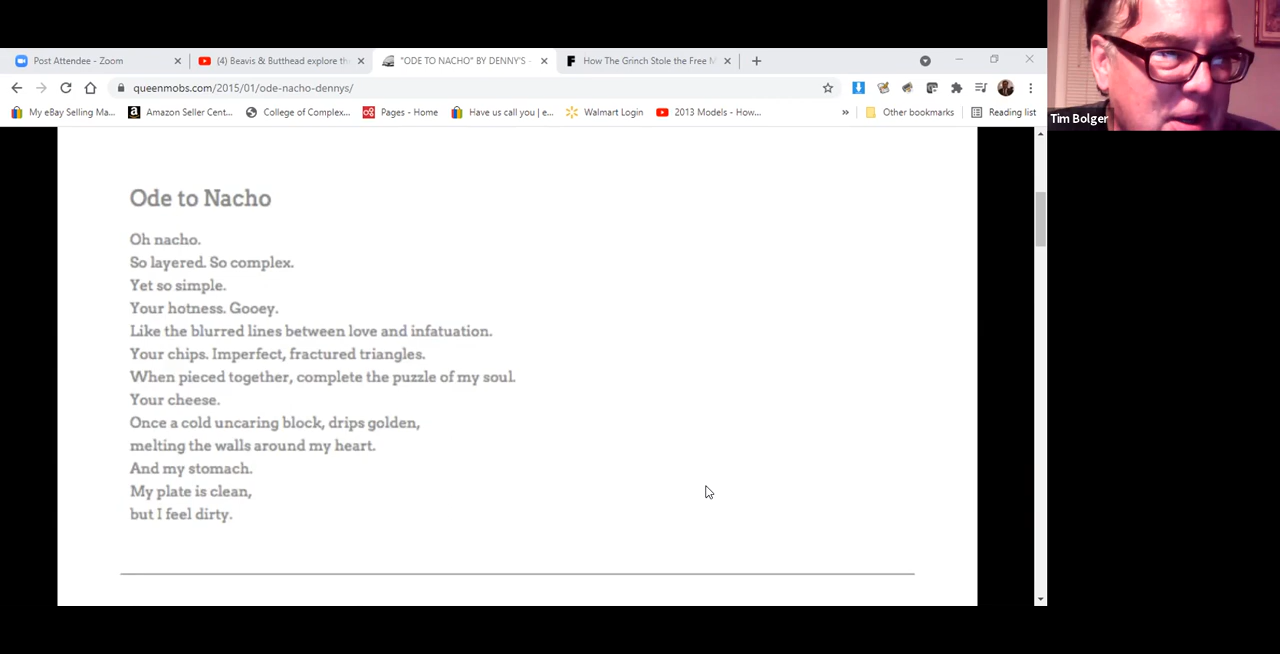 Post Attendee - Zoom
(4) Beavis & Butthead explore th
"ODE TO NACHO" BY DENNY'S -
How The Grinch Stole the Free M
queenmobs.com/2015/01/ode-nacho-dennys/
My eBay Selling Ma...
Amazon Seller Cent...
College of Complex...
Pages - Home
Have us call you | e...
Walmart Login
2013 Models - How...
»
Other bookmarks
Reading list
Tim Bolger
Ode to Nacho
Oh nacho.
So layered. So complex.
Yet so simple.
Your hotness. Gooey.
Like the blurred lines between love and infatuation.
Your chips. Imperfect, fractured triangles.
When pieced together, complete the puzzle of my soul.
Your cheese.
Once a cold uncaring block, drips golden,
melting the walls around my heart.
And my stomach.
My plate is clean,
but I feel dirty.